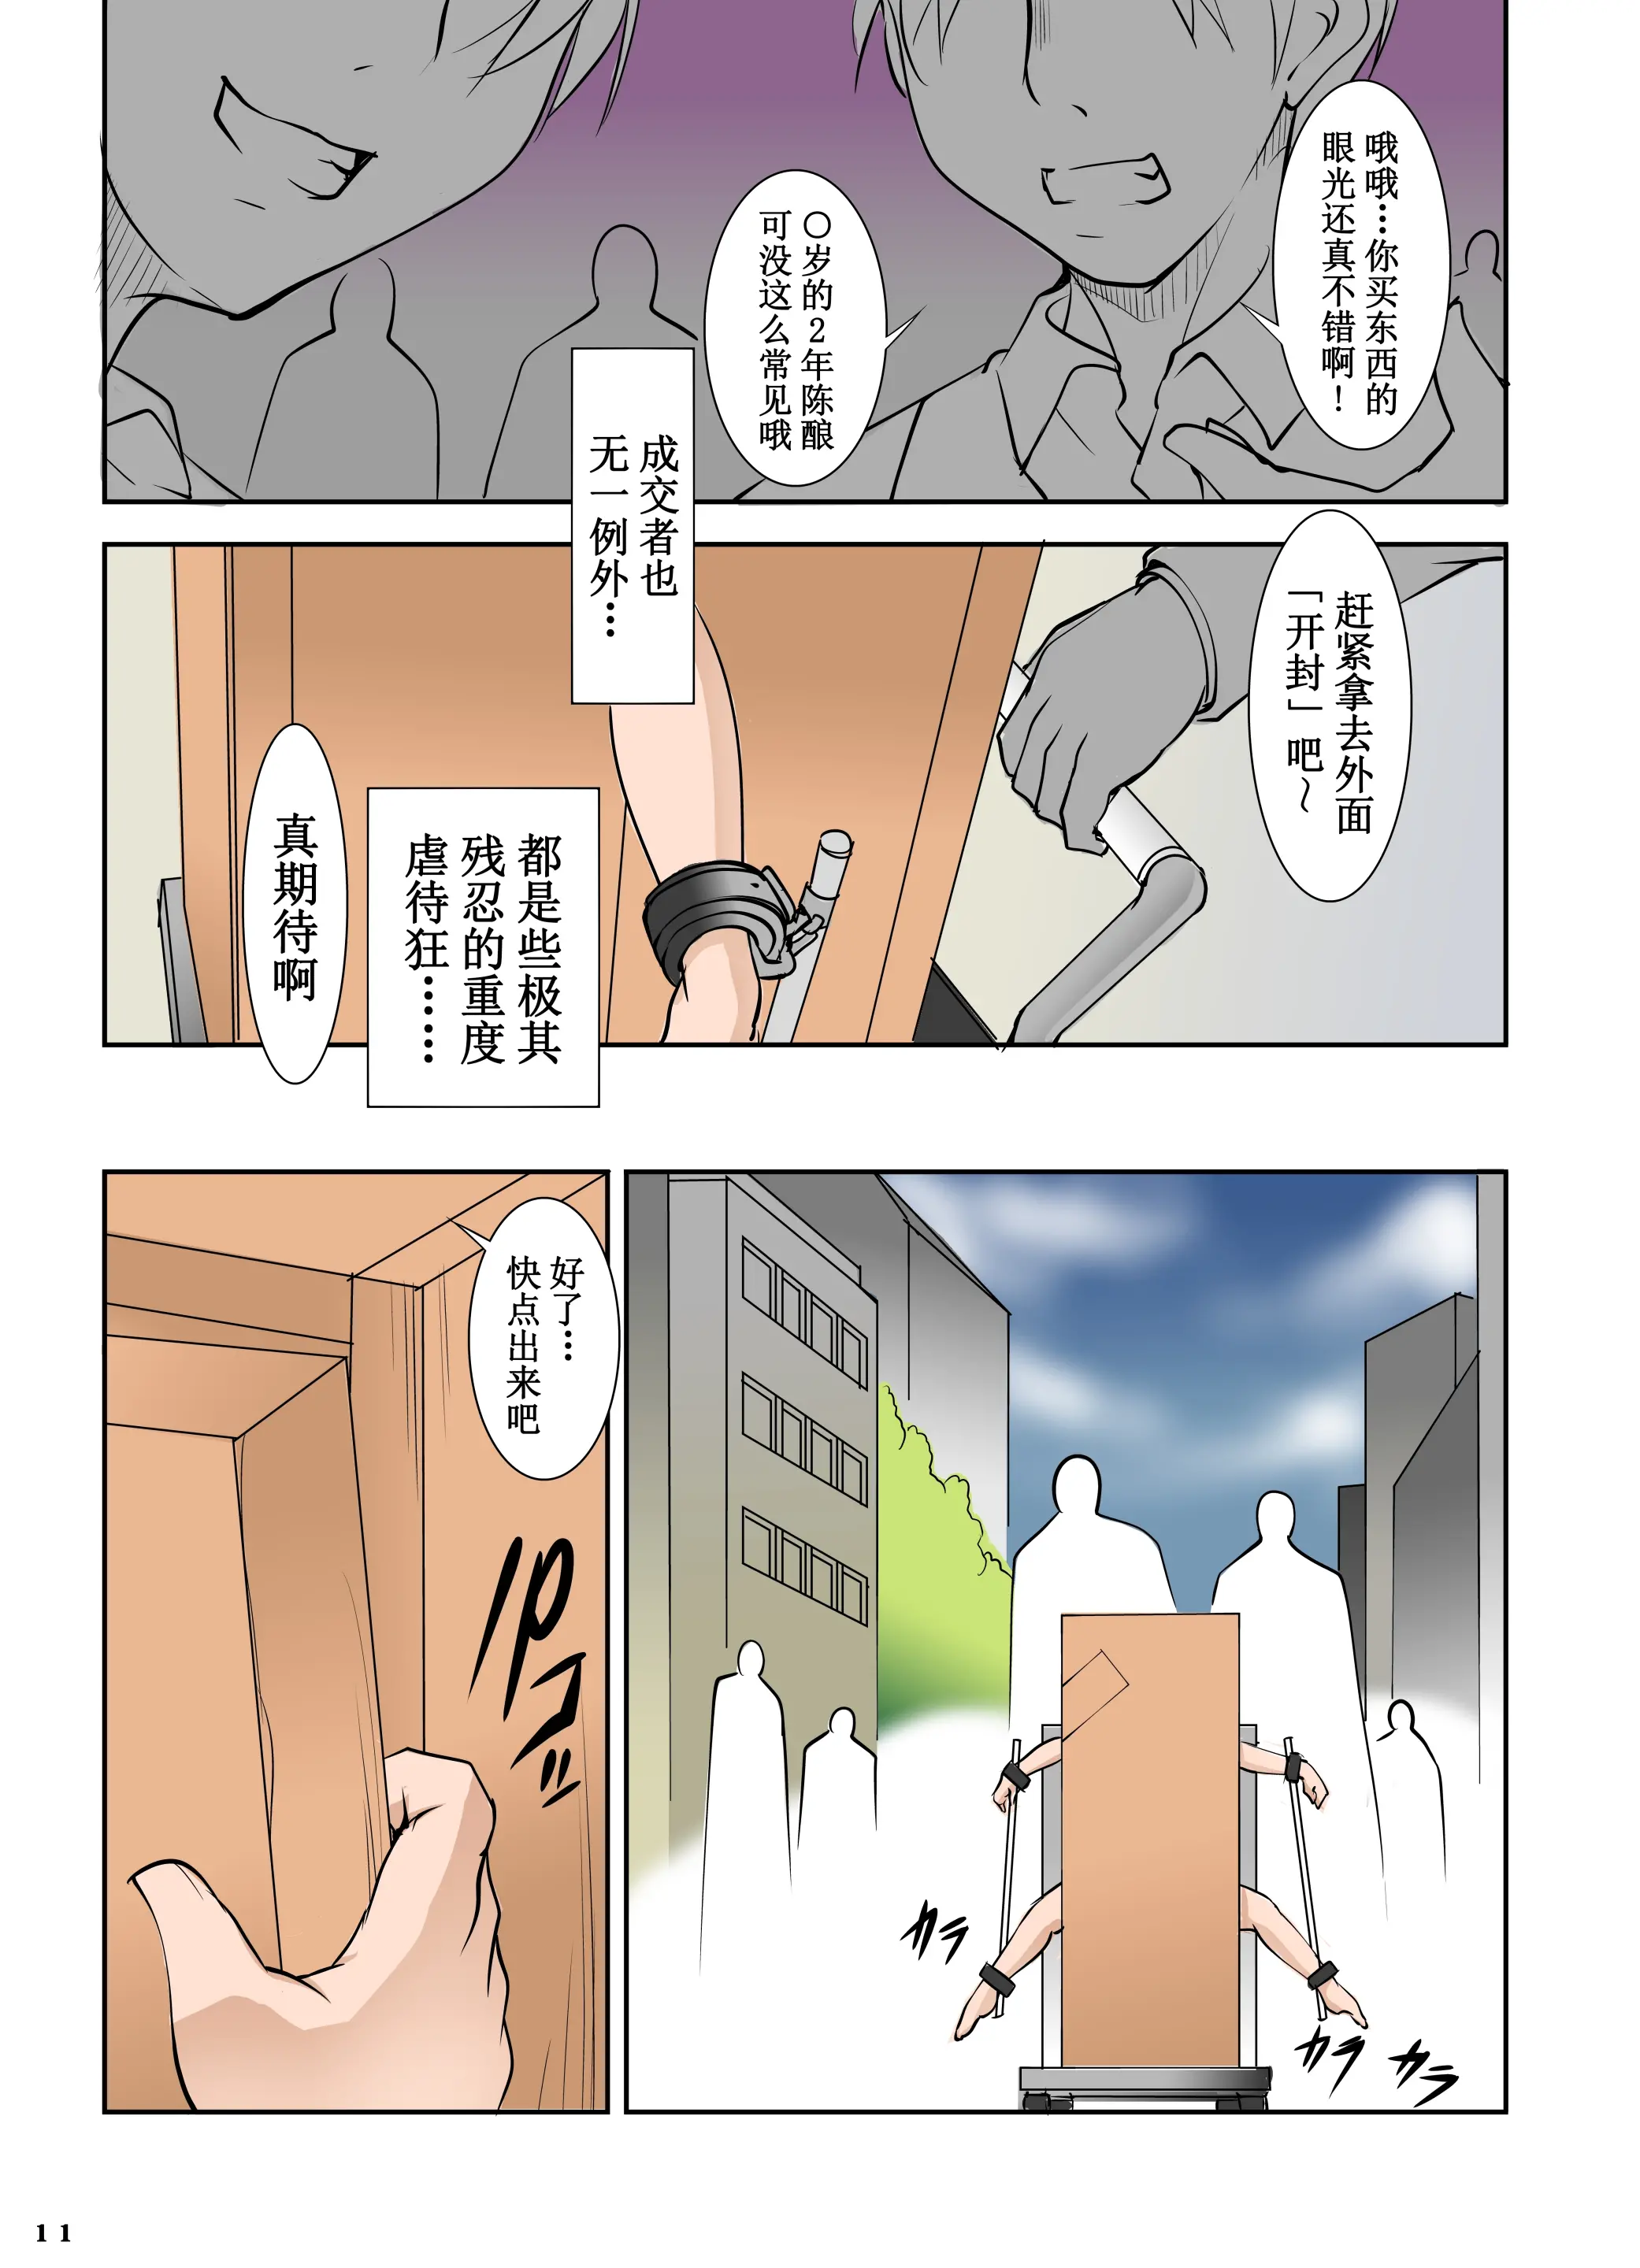 哦哦…你买东西的
眼光还真不错啊！
〇岁的2年陈酿
可没这么常见哦
成交者也
无一例外…
赶紧拿去外面
「开封」吧～
都是些极其
残忍的重度
虐待狂……
真期待啊
カラ
カラ
カラ
好了…
快点出来吧
パコッ
11